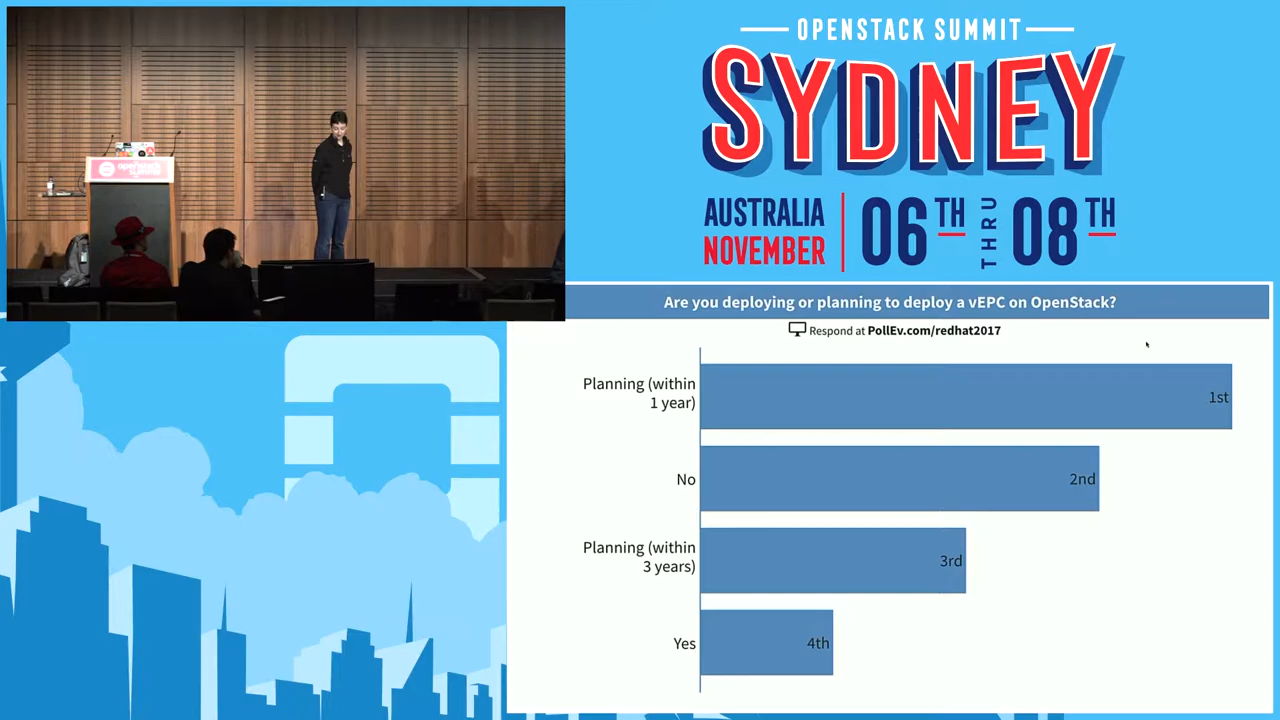 OPENSTACK SUMMIT
SYDNEY
AUSTRALIA
NOVEMBER
06TH
THRU
08TH
openstack
Are you deploying or planning to deploy a vEPC on OpenStack?
Respond at PollEv.com/redhat2017
Planning (within
1 year)
1st
No
2nd
Planning (within
3 years)
3rd
Yes
4th